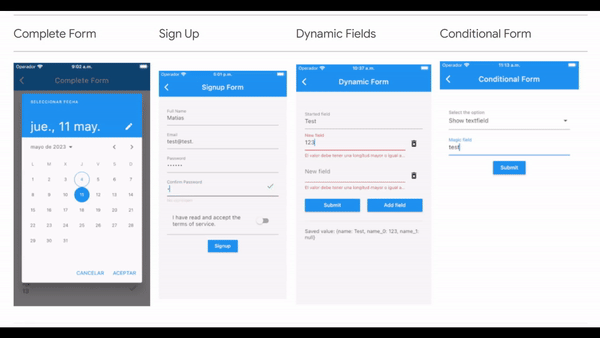 Complete Form
Sign Up
Dynamic Fields
Conditional Form
Operador 9:02 a.m.
Complete Form
SELECCIONAR FECHA
jue., 11 may.
mayo de 2023
L M M J V S D
1 2 3 4 5 6 7
8 9 10 11 12 13 14
15 16 17 18 19 20 21
22 23 24 25 26 27 28
29 30 31
CANCELAR ACEPTAR
Operador 9:01 a.m.
Signup Form
Full Name
Matias
Email
test@test.
Password
Confirm Password
I have read and accept the
terms of service.
Signup
Operador 10:37 a.m.
Dynamic Form
Started field
Test
New field
123
El valor debe tener una longitud mayor o igual a...
New field
El valor debe tener una longitud mayor o igual a...
Submit
Add field
Saved value: {name: Test, name_0: 123, name_1:
null}
Operador 11:13 a.m.
Conditional Form
Select the option:
Show textfield
Magic field
test
Submit